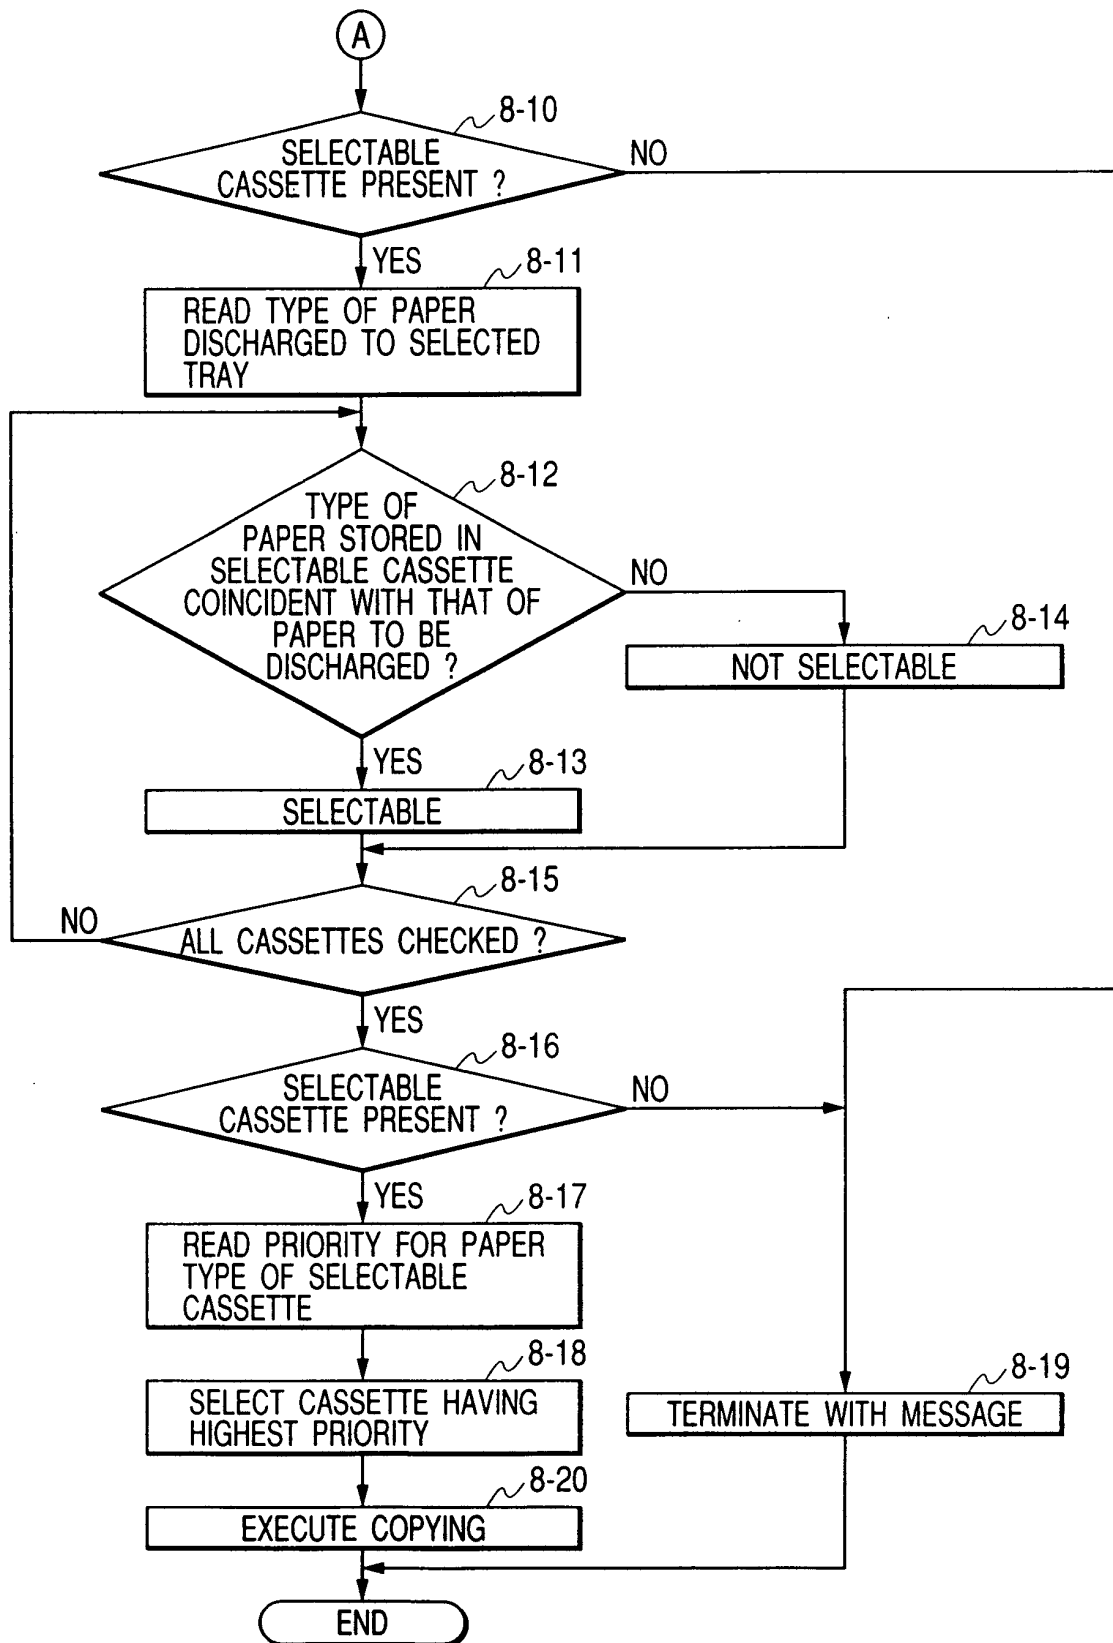 A
8-10
SELECTABLE
CASSETTE PRESENT ?
NO
YES
8-11
READ TYPE OF PAPER
DISCHARGED TO SELECTED
TRAY
8-12
TYPE OF
PAPER STORED IN
SELECTABLE CASSETTE
COINCIDENT WITH THAT OF
PAPER TO BE
DISCHARGED ?
NO
8-14
NOT SELECTABLE
YES
8-13
SELECTABLE
8-15
NO
ALL CASSETTES CHECKED ?
YES
8-16
SELECTABLE
CASSETTE PRESENT ?
NO
YES
8-17
READ PRIORITY FOR PAPER
TYPE OF SELECTABLE
CASSETTE
8-18
SELECT CASSETTE HAVING
HIGHEST PRIORITY
8-19
TERMINATE WITH MESSAGE
8-20
EXECUTE COPYING
END